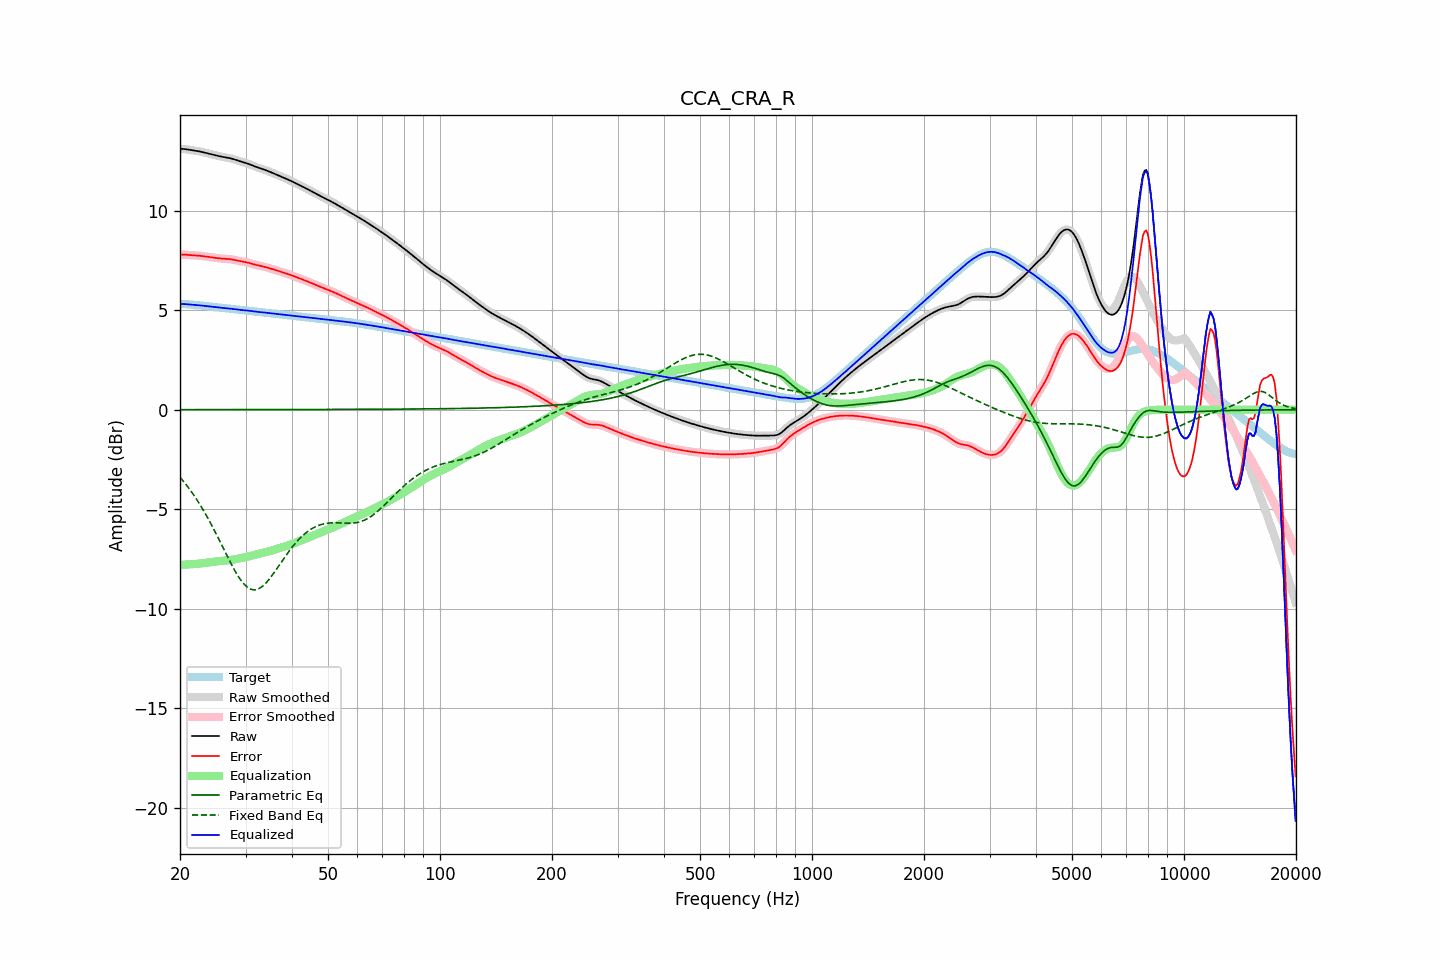 CCA_CRA_R
Amplitude (dBr)
10
5
0
−5
−10
−15
−20
Target
Raw Smoothed
Error Smoothed
Raw
Error
Equalization
Parametric Eq
Fixed Band Eq
Equalized
20 50 100 200 500 1000 2000 5000 10000 20000
Frequency (Hz)